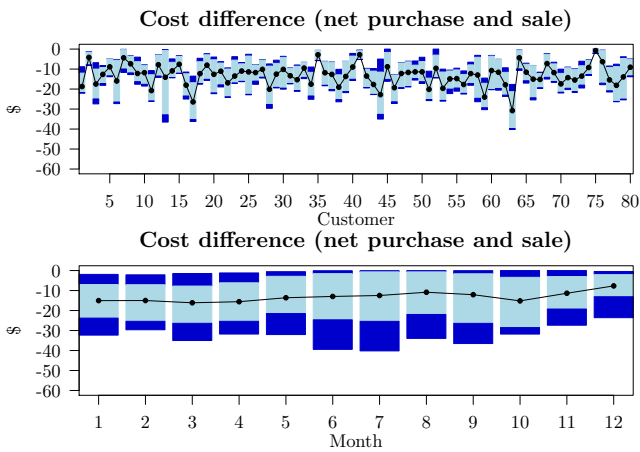 Cost difference (net purchase and sale)
0
-10
-20
-30
-40
-50
-60
$
5 10 15 20 25 30 35 40 45 50 55 60 65 70 75 80
Customer
Cost difference (net purchase and sale)
0
-10
-20
-30
-40
-50
-60
$
1 2 3 4 5 6 7 8 9 10 11 12
Month